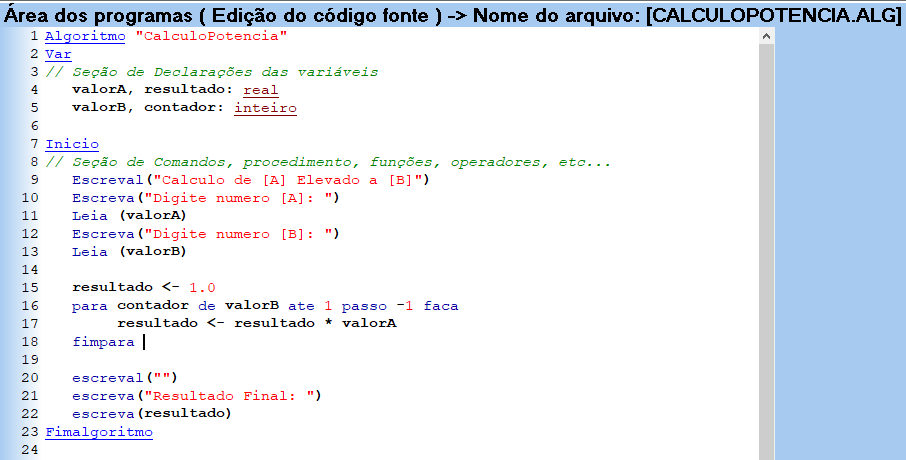 Área dos programas ( Edição do código fonte ) -> Nome do arquivo: [CALCULOPOTENCIA.ALG]
1 Algoritmo "CalculoPotencia"
2 Var
3 // Seção de Declarações das variáveis
4 valorA, resultado: real
5 valorB, contador: inteiro
6
7 Inicio
8 // Seção de Comandos, procedimento, funções, operadores, etc...
9 Escreval("Calculo de [A] Elevado a [B]")
10 Escreva("Digite numero [A]: ")
11 Leia (valorA)
12 Escreva("Digite numero [B]: ")
13 Leia (valorB)
14
15 resultado <- 1.0
16 para contador de valorB ate 1 passo -1 faca
17 resultado <- resultado * valorA
18 fimpara
19
20 escreval("")
21 escreva("Resultado Final: ")
22 escreva(resultado)
23 Fimalgoritmo
24